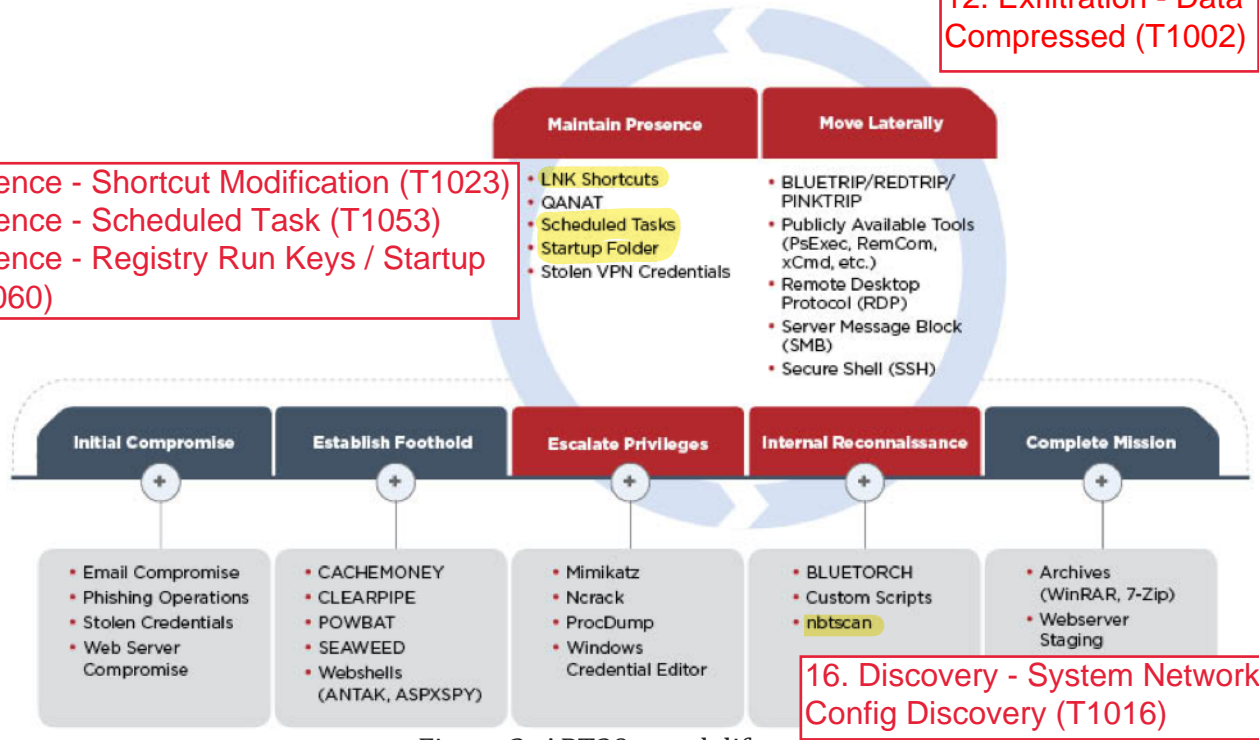 12. Exfiltration - Data
Compressed (T1002)
Maintain Presence
• LNK Shortcuts
• QANAT
• Scheduled Tasks
• Startup Folder
• Stolen VPN Credentials
Move Laterally
• BLUETRIP/REDTRIP/
PINKTRIP
• Publicly Available Tools
(PsExec, RemCom,
xCmd, etc.)
• Remote Desktop
Protocol (RDP)
• Server Message Block
(SMB)
• Secure Shell (SSH)
- Shortcut Modification (T1023)
- Scheduled Task (T1053)
- Registry Run Keys / Startup
Initial Compromise
• Email Compromise
• Phishing Operations
• Stolen Credentials
• Web Server
Compromise
Establish Foothold
• CACHEMONEY
• CLEARPIPE
• POWBAT
• SEAWEED
• Webshells
(ANTAK, ASPXSPY)
Escalate Privileges
• Mimikatz
• Ncrack
• ProcDump
• Windows
Credential Editor
Internal Reconnaissance
• BLUETORCH
• Custom Scripts
• nbtscan
Complete Mission
• Archives
(WinRAR, 7-Zip)
• Webserver
Staging
16. Discovery - System Network
Config Discovery (T1016)